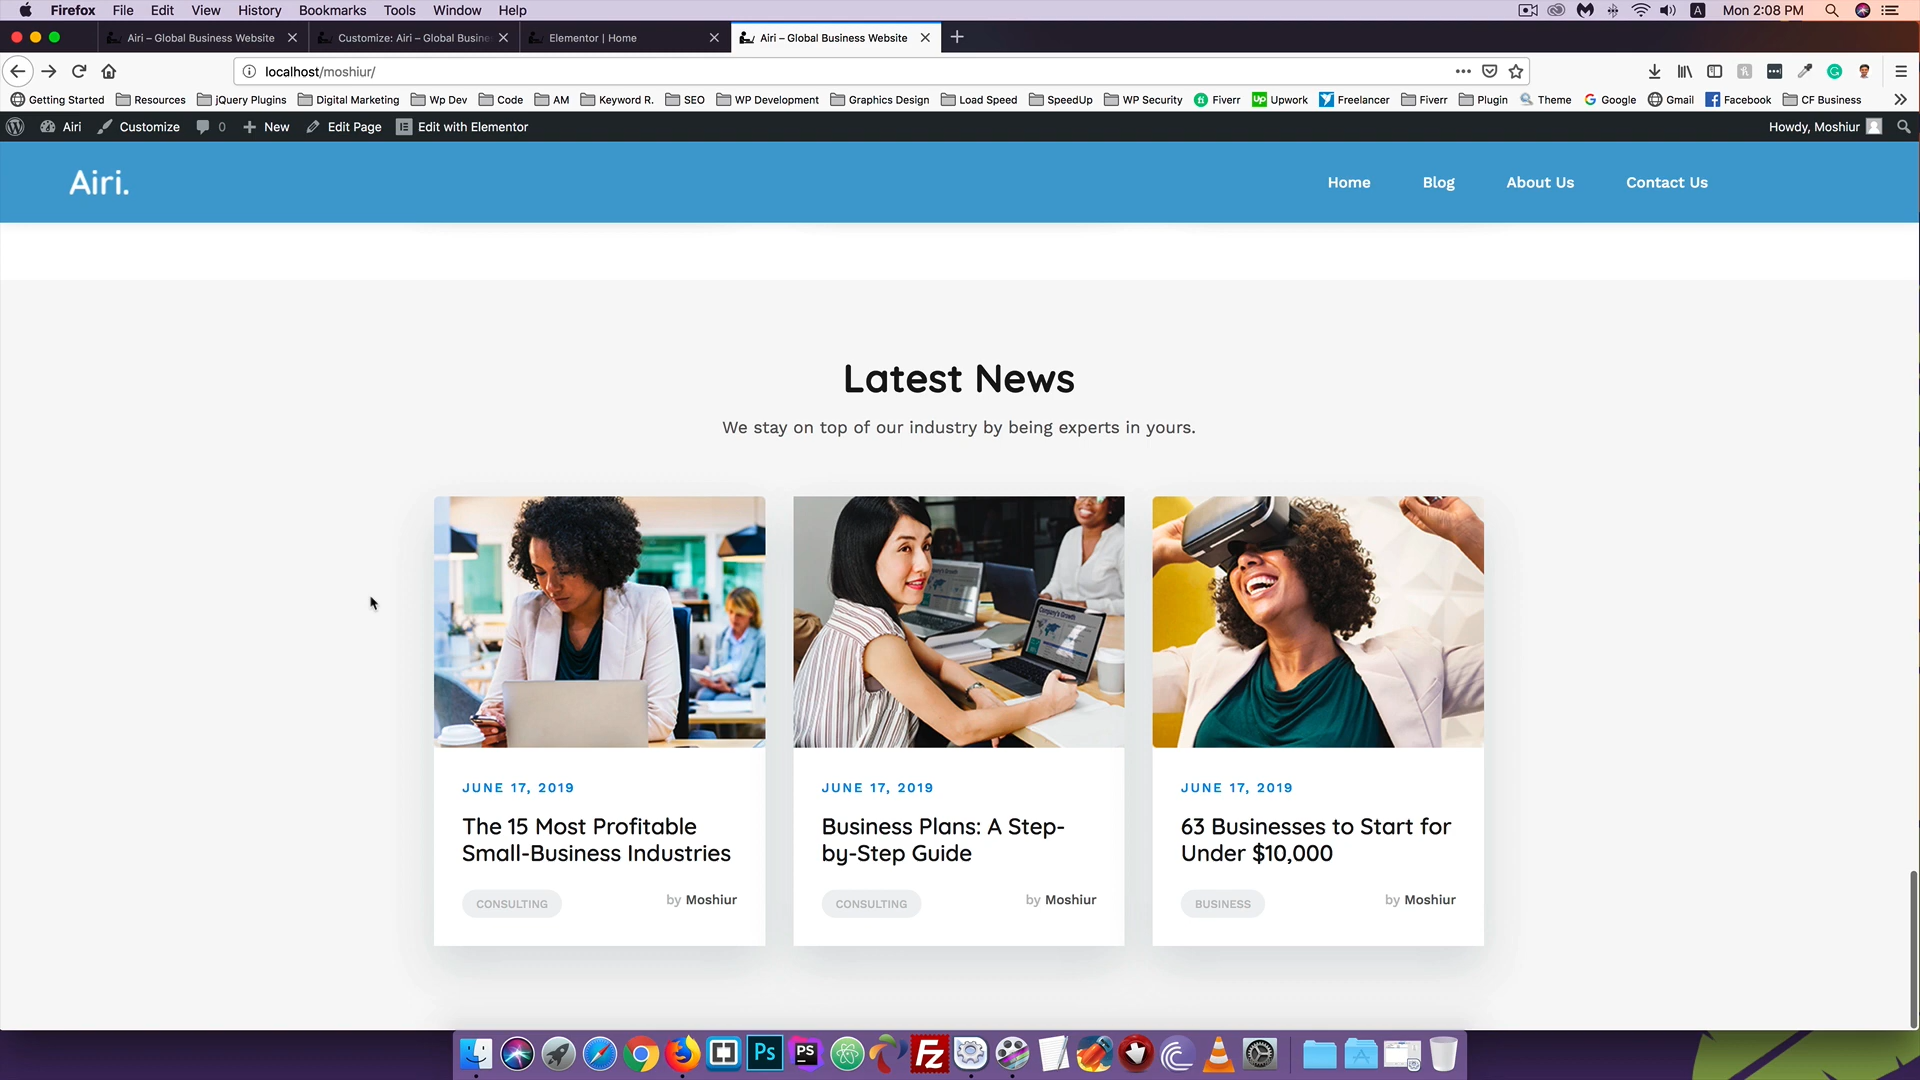 Firefox File Edit View History Bookmarks Tools Window Help
A Mon 2:08 PM
Airi – Global Business Website
Customize: Airi – Global Busine
Elementor | Home
Airi – Global Business Website
localhost/moshiur/
Getting Started Resources jQuery Plugins Digital Marketing Wp Dev Code AM Keyword R. SEO WP Development Graphics Design Load Speed SpeedUp WP Security Fiverr Upwork Freelancer Fiverr Plugin Theme Google Gmail Facebook CF Business
Airi Customize 0 New Edit Page Edit with Elementor
Howdy, Moshiur
Airi.
Home Blog About Us Contact Us
Latest News
We stay on top of our industry by being experts in yours.
JUNE 17, 2019
The 15 Most Profitable
Small-Business Industries
CONSULTING
by Moshiur
JUNE 17, 2019
Business Plans: A Step-
by-Step Guide
CONSULTING
by Moshiur
JUNE 17, 2019
63 Businesses to Start for
Under $10,000
BUSINESS
by Moshiur
Ps
PS
FZ